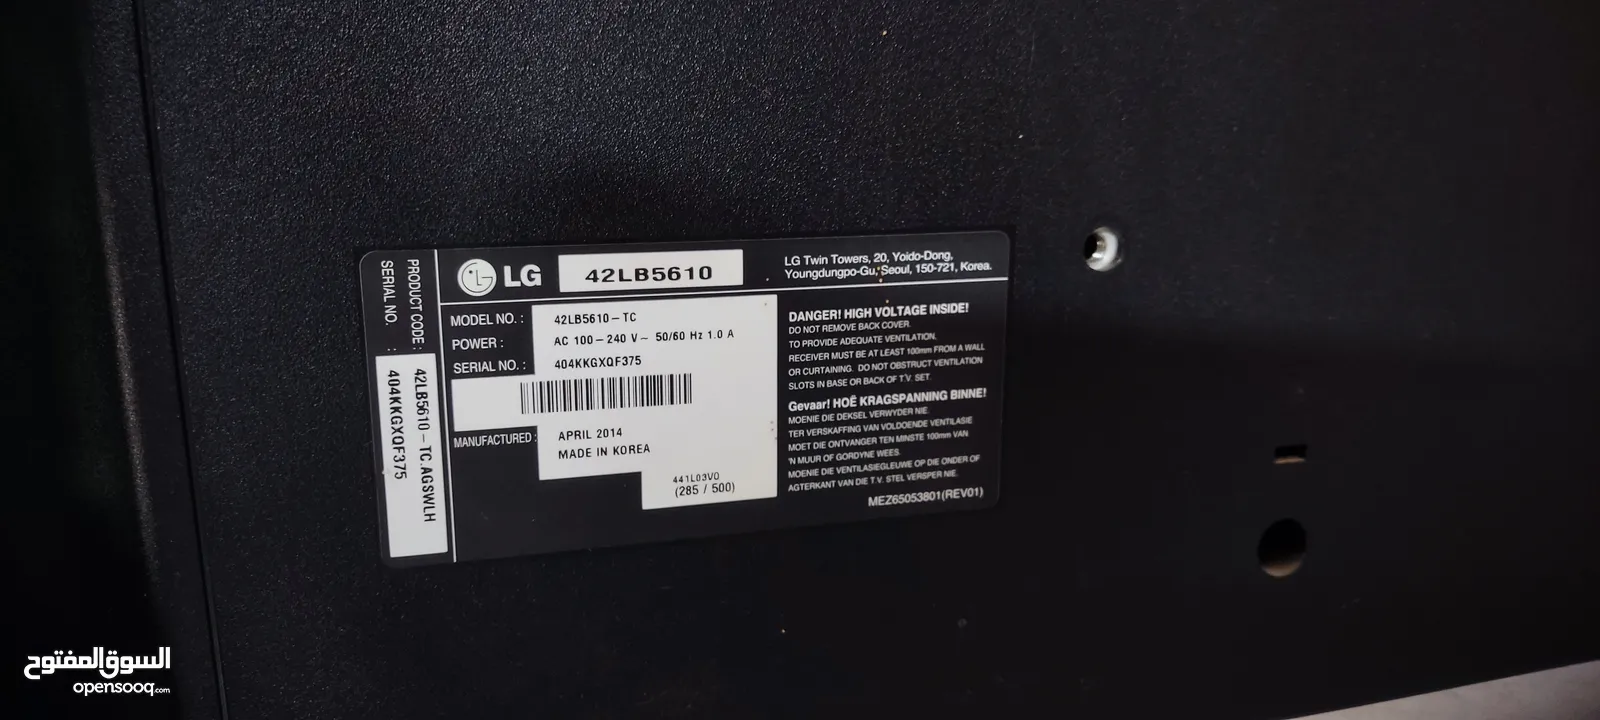 PRODUCT CODE : 42LB5610-TC.AGSWLH
SERIAL NO. : 404KKGXQF375
LG 42LB5610
LG Twin Towers, 20, Yoido-Dong,
Youngdungpo-Gu, Seoul, 150-721, Korea.
MODEL NO. : 42LB5610-TC
POWER : AC 100-240 V~ 50/60 Hz 1.0 A
SERIAL NO. : 404KKGXQF375
MANUFACTURED : APRIL 2014
MADE IN KOREA
441L03V0
(285 / 500)
DANGER! HIGH VOLTAGE INSIDE!
DO NOT REMOVE BACK COVER.
TO PROVIDE ADEQUATE VENTILATION,
RECEIVER MUST BE AT LEAST 100mm FROM A WALL
OR CURTAINING. DO NOT OBSTRUCT VENTILATION
SLOTS IN BASE OR BACK OF T.V. SET.
Gevaar! HOË KRAGSPANNING BINNE!
MOENIE DIE DEKSEL VERWYDER NIE.
TER VERSKAFFING VAN VOLDOENDE VENTILASIE
MOET DIE ONTVANGER TEN MINSTE 100mm VAN
'N MUUR OF GORDYNE WEES.
MOENIE DIE VENTILASIEGLEUWE OP DIE ONDER OF
AGTERKANT VAN DIE T.V. STEL VERSPER NIE.
MEZ65053801(REV01)
السوق المفتوح
opensooq.com